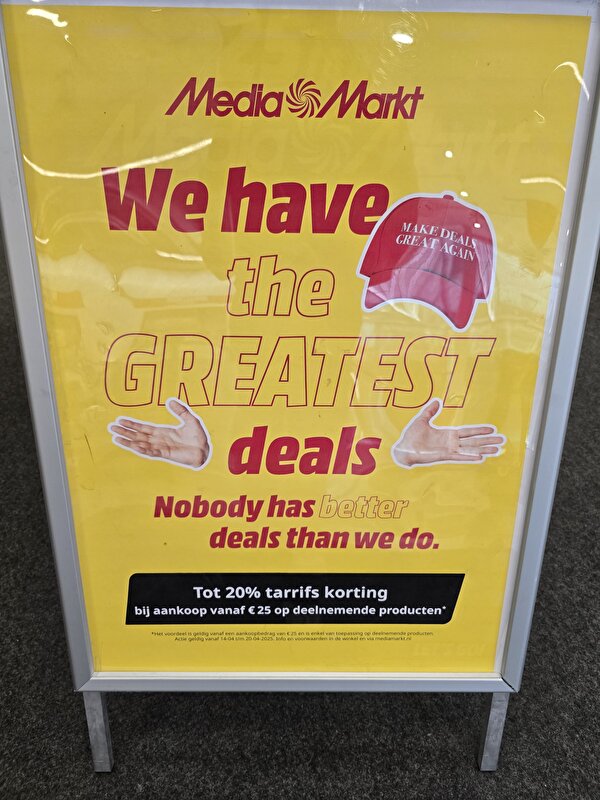 Media Markt
We have
MAKE DEALS
GREAT AGAIN
the
GREATEST
deals
Nobody has better
deals than we do.
Tot 20% tarrifs korting
bij aankoop vanaf € 25 op deelnemende producten*
*Het voordeel is geldig vanaf een aankoopbedrag van € 25 en is enkel van toepassing op deelnemende producten.
Actie geldig vanaf 14-04 t/m 20-04-2025. Info en voorwaarden in de winkel en via mediamarkt.nl